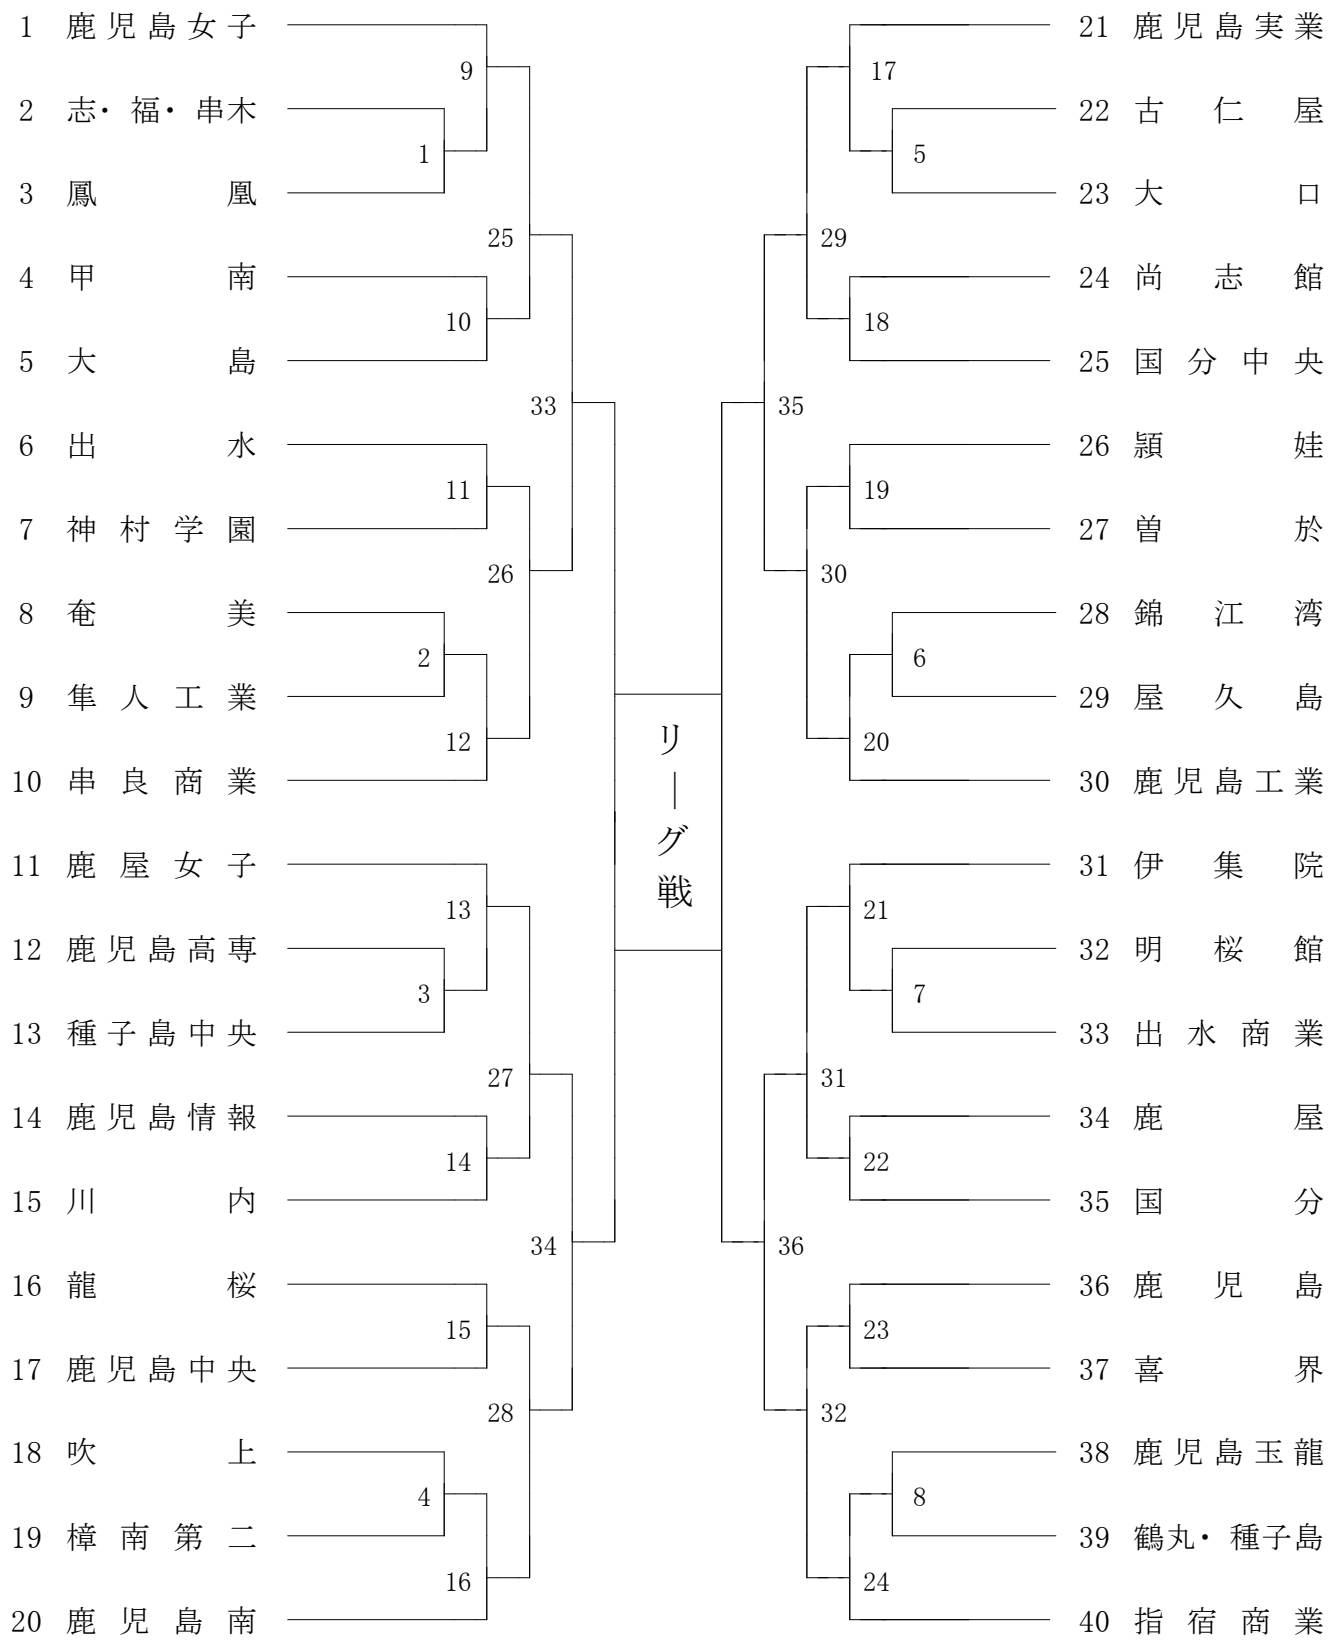 1 鹿児島女子
2 志・福・串木
3 鳳凰
4 甲南
5 大島
6 出水
7 神村学園
8 奄美
9 隼人工業
10 串良商業
11 鹿屋女子
12 鹿児島高専
13 種子島中央
14 鹿児島情報
15 川内
16 龍桜
17 鹿児島中央
18 吹上
19 樟南第二
20 鹿児島南
9
1
25
10
33
11
26
2
12
13
3
27
14
34
15
28
4
16
リーグ戦
17
5
29
18
35
19
30
6
20
21
7
31
22
36
23
32
8
24
21 鹿児島実業
22 古仁屋
23 大口
24 尚志館
25 国分中央
26 頴娃
27 曽於
28 錦江湾
29 屋久島
30 鹿児島工業
31 伊集院
32 明桜館
33 出水商業
34 鹿屋
35 国分
36 鹿児島
37 喜界
38 鹿児島玉龍
39 鶴丸・種子島
40 指宿商業